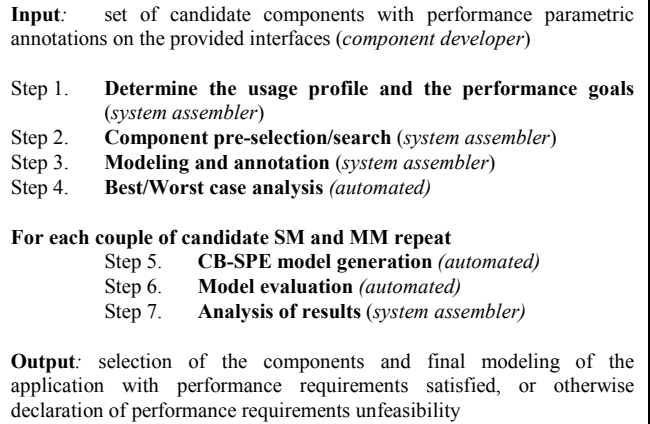 Input: set of candidate components with performance parametric
annotations on the provided interfaces (component developer)
Step 1. Determine the usage profile and the performance goals
(system assembler)
Step 2. Component pre-selection/search (system assembler)
Step 3. Modeling and annotation (system assembler)
Step 4. Best/Worst case analysis (automated)
For each couple of candidate SM and MM repeat
Step 5. CB-SPE model generation (automated)
Step 6. Model evaluation (automated)
Step 7. Analysis of results (system assembler)
Output: selection of the components and final modeling of the
application with performance requirements satisfied, or otherwise
declaration of performance requirements unfeasibility